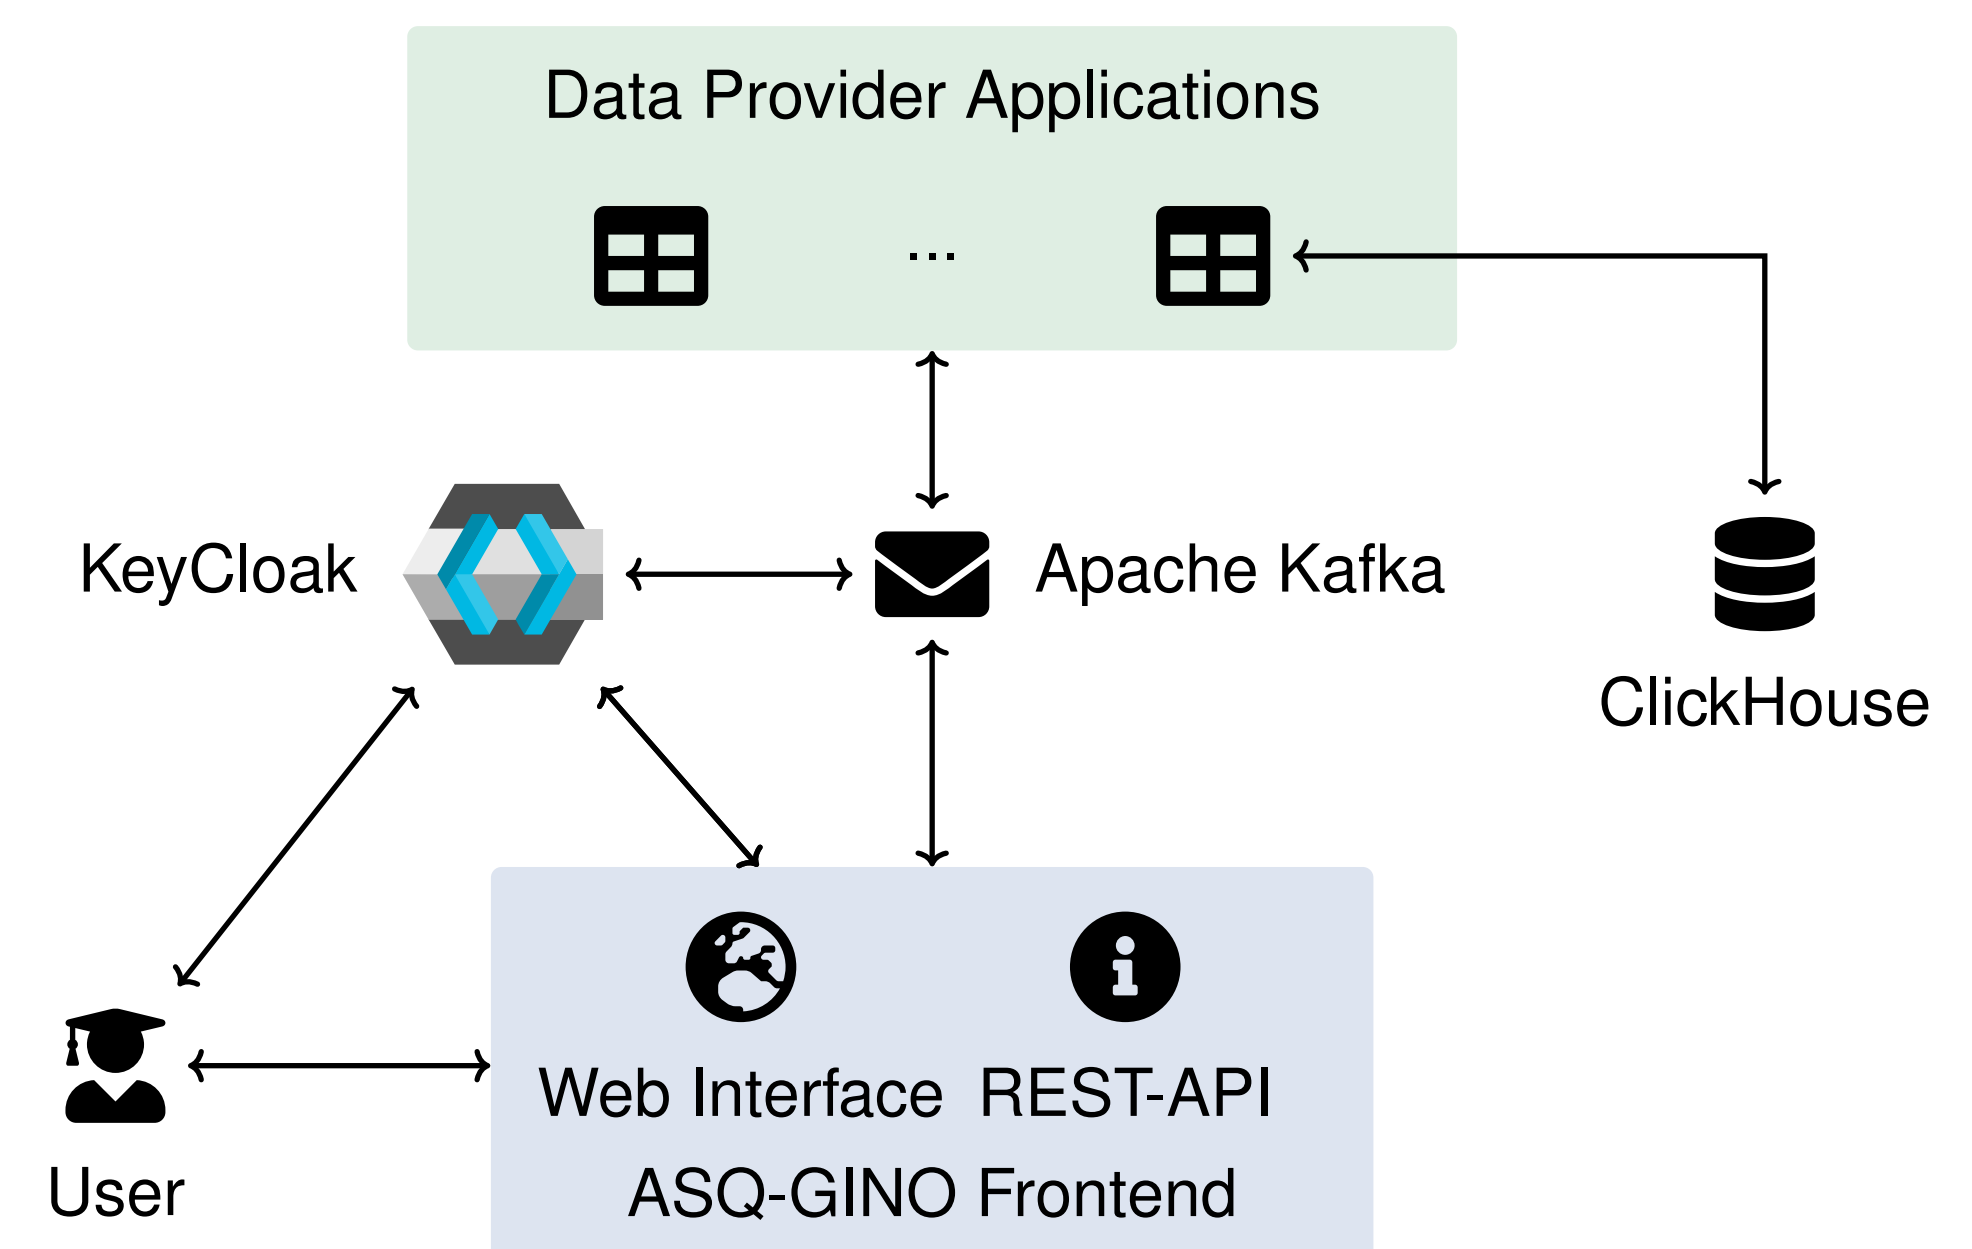 Data Provider Applications
...
KeyCloak
Apache Kafka
ClickHouse
Web Interface REST-API
User
ASQ-GINO Frontend